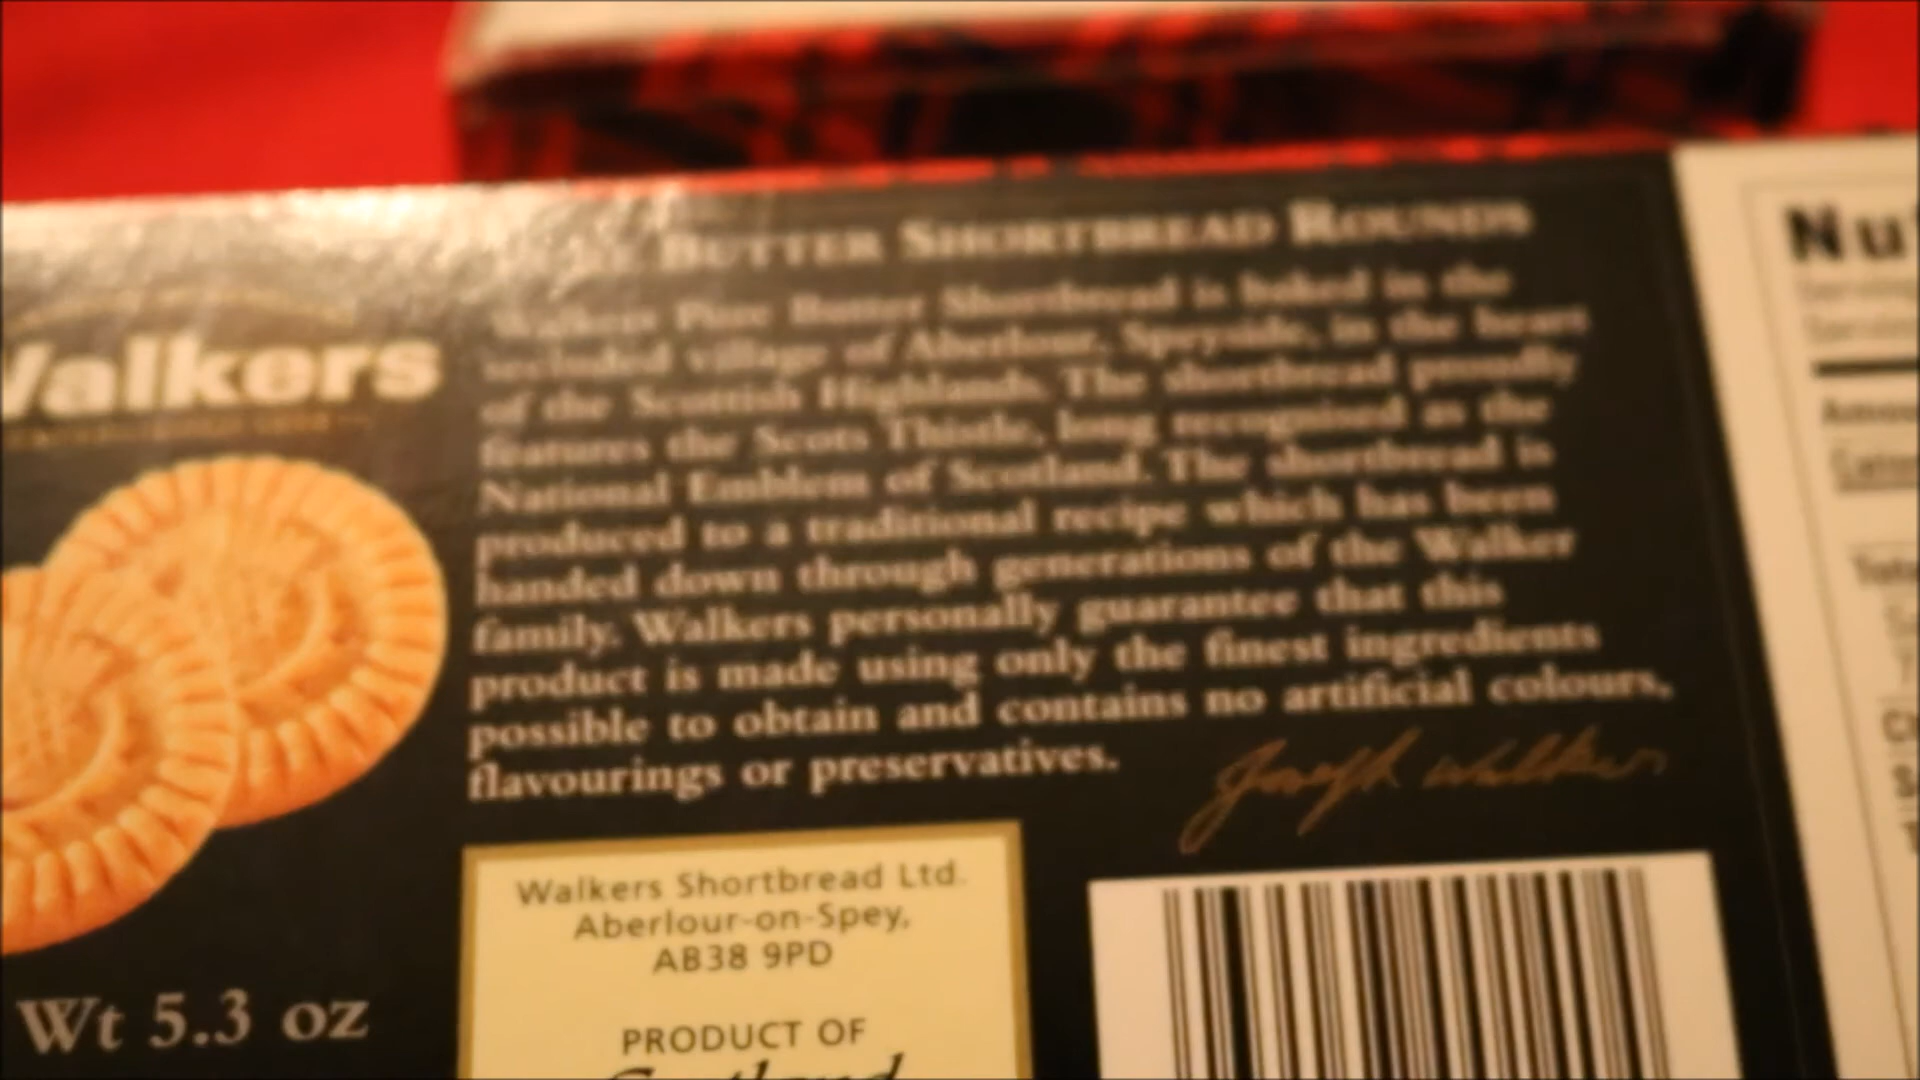 BUTTER SHORTBREAD ROUNDS
Walkers Pure Butter Shortbread is baked in the
secluded village of Aberlour, Speyside, in the heart
of the Scottish Highlands. The shortbread proudly
features the Scots Thistle, long recognised as the
National Emblem of Scotland. The shortbread is
produced to a traditional recipe which has been
handed down through generations of the Walker
family. Walkers personally guarantee that this
product is made using only the finest ingredients
possible to obtain and contains no artificial colours,
flavourings or preservatives.
Joseph Walker
Walkers
Wt 5.3 oz
Walkers Shortbread Ltd.
Aberlour-on-Spey,
AB38 9PD
PRODUCT OF
Scotland
Nu